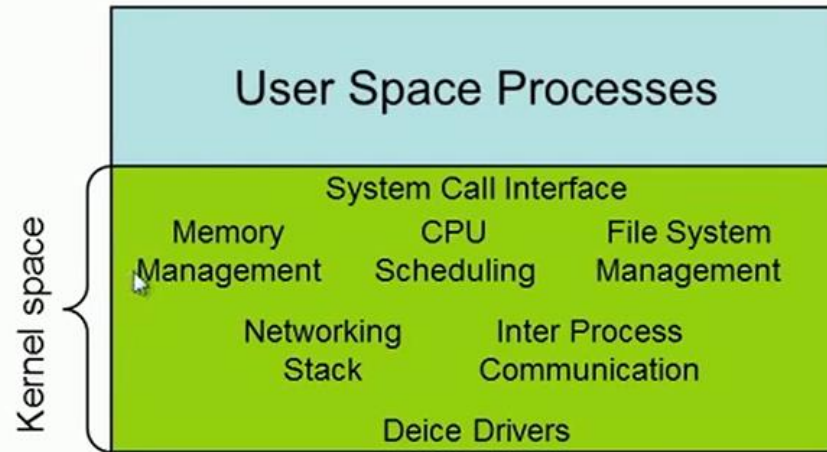 User Space Processes
Kernel space
System Call Interface
Memory Management
CPU Scheduling
File System Management
Networking Stack
Inter Process Communication
Deice Drivers